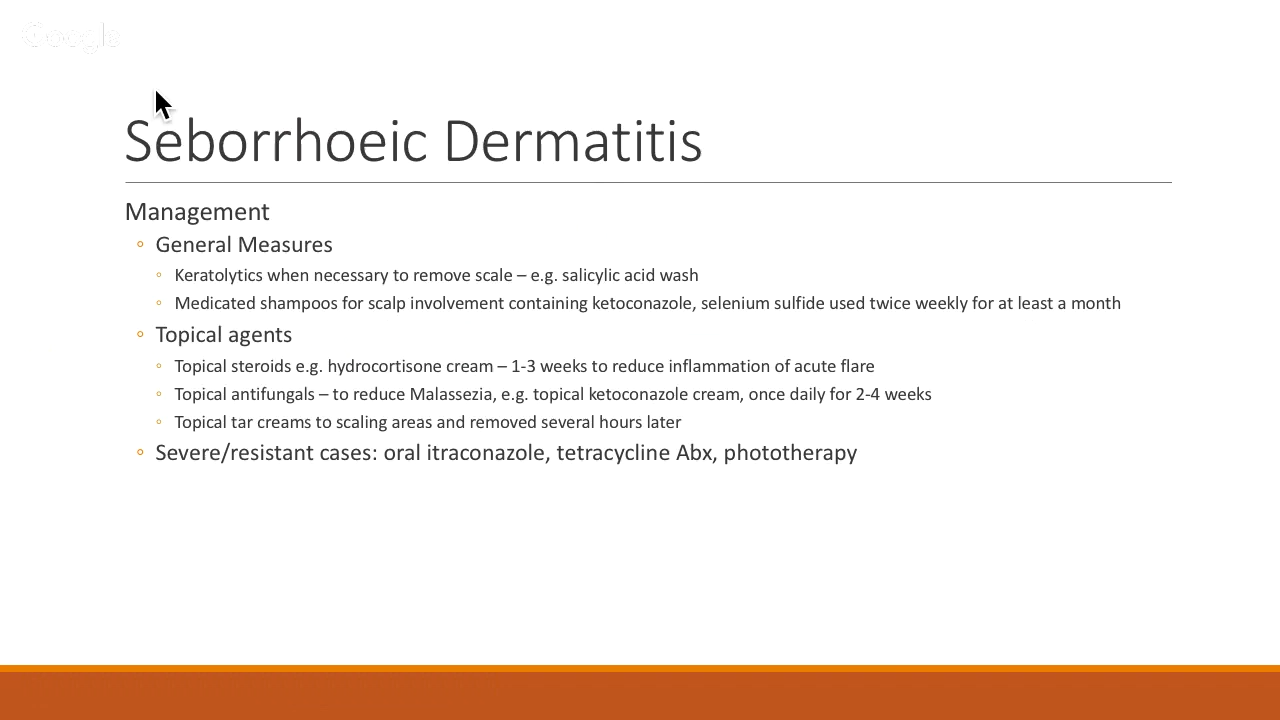 Google
Seborrhoeic Dermatitis
Management
◦ General Measures
◦ Keratolytics when necessary to remove scale – e.g. salicylic acid wash
◦ Medicated shampoos for scalp involvement containing ketoconazole, selenium sulfide used twice weekly for at least a month
◦ Topical agents
◦ Topical steroids e.g. hydrocortisone cream – 1-3 weeks to reduce inflammation of acute flare
◦ Topical antifungals – to reduce Malassezia, e.g. topical ketoconazole cream, once daily for 2-4 weeks
◦ Topical tar creams to scaling areas and removed several hours later
◦ Severe/resistant cases: oral itraconazole, tetracycline Abx, phototherapy